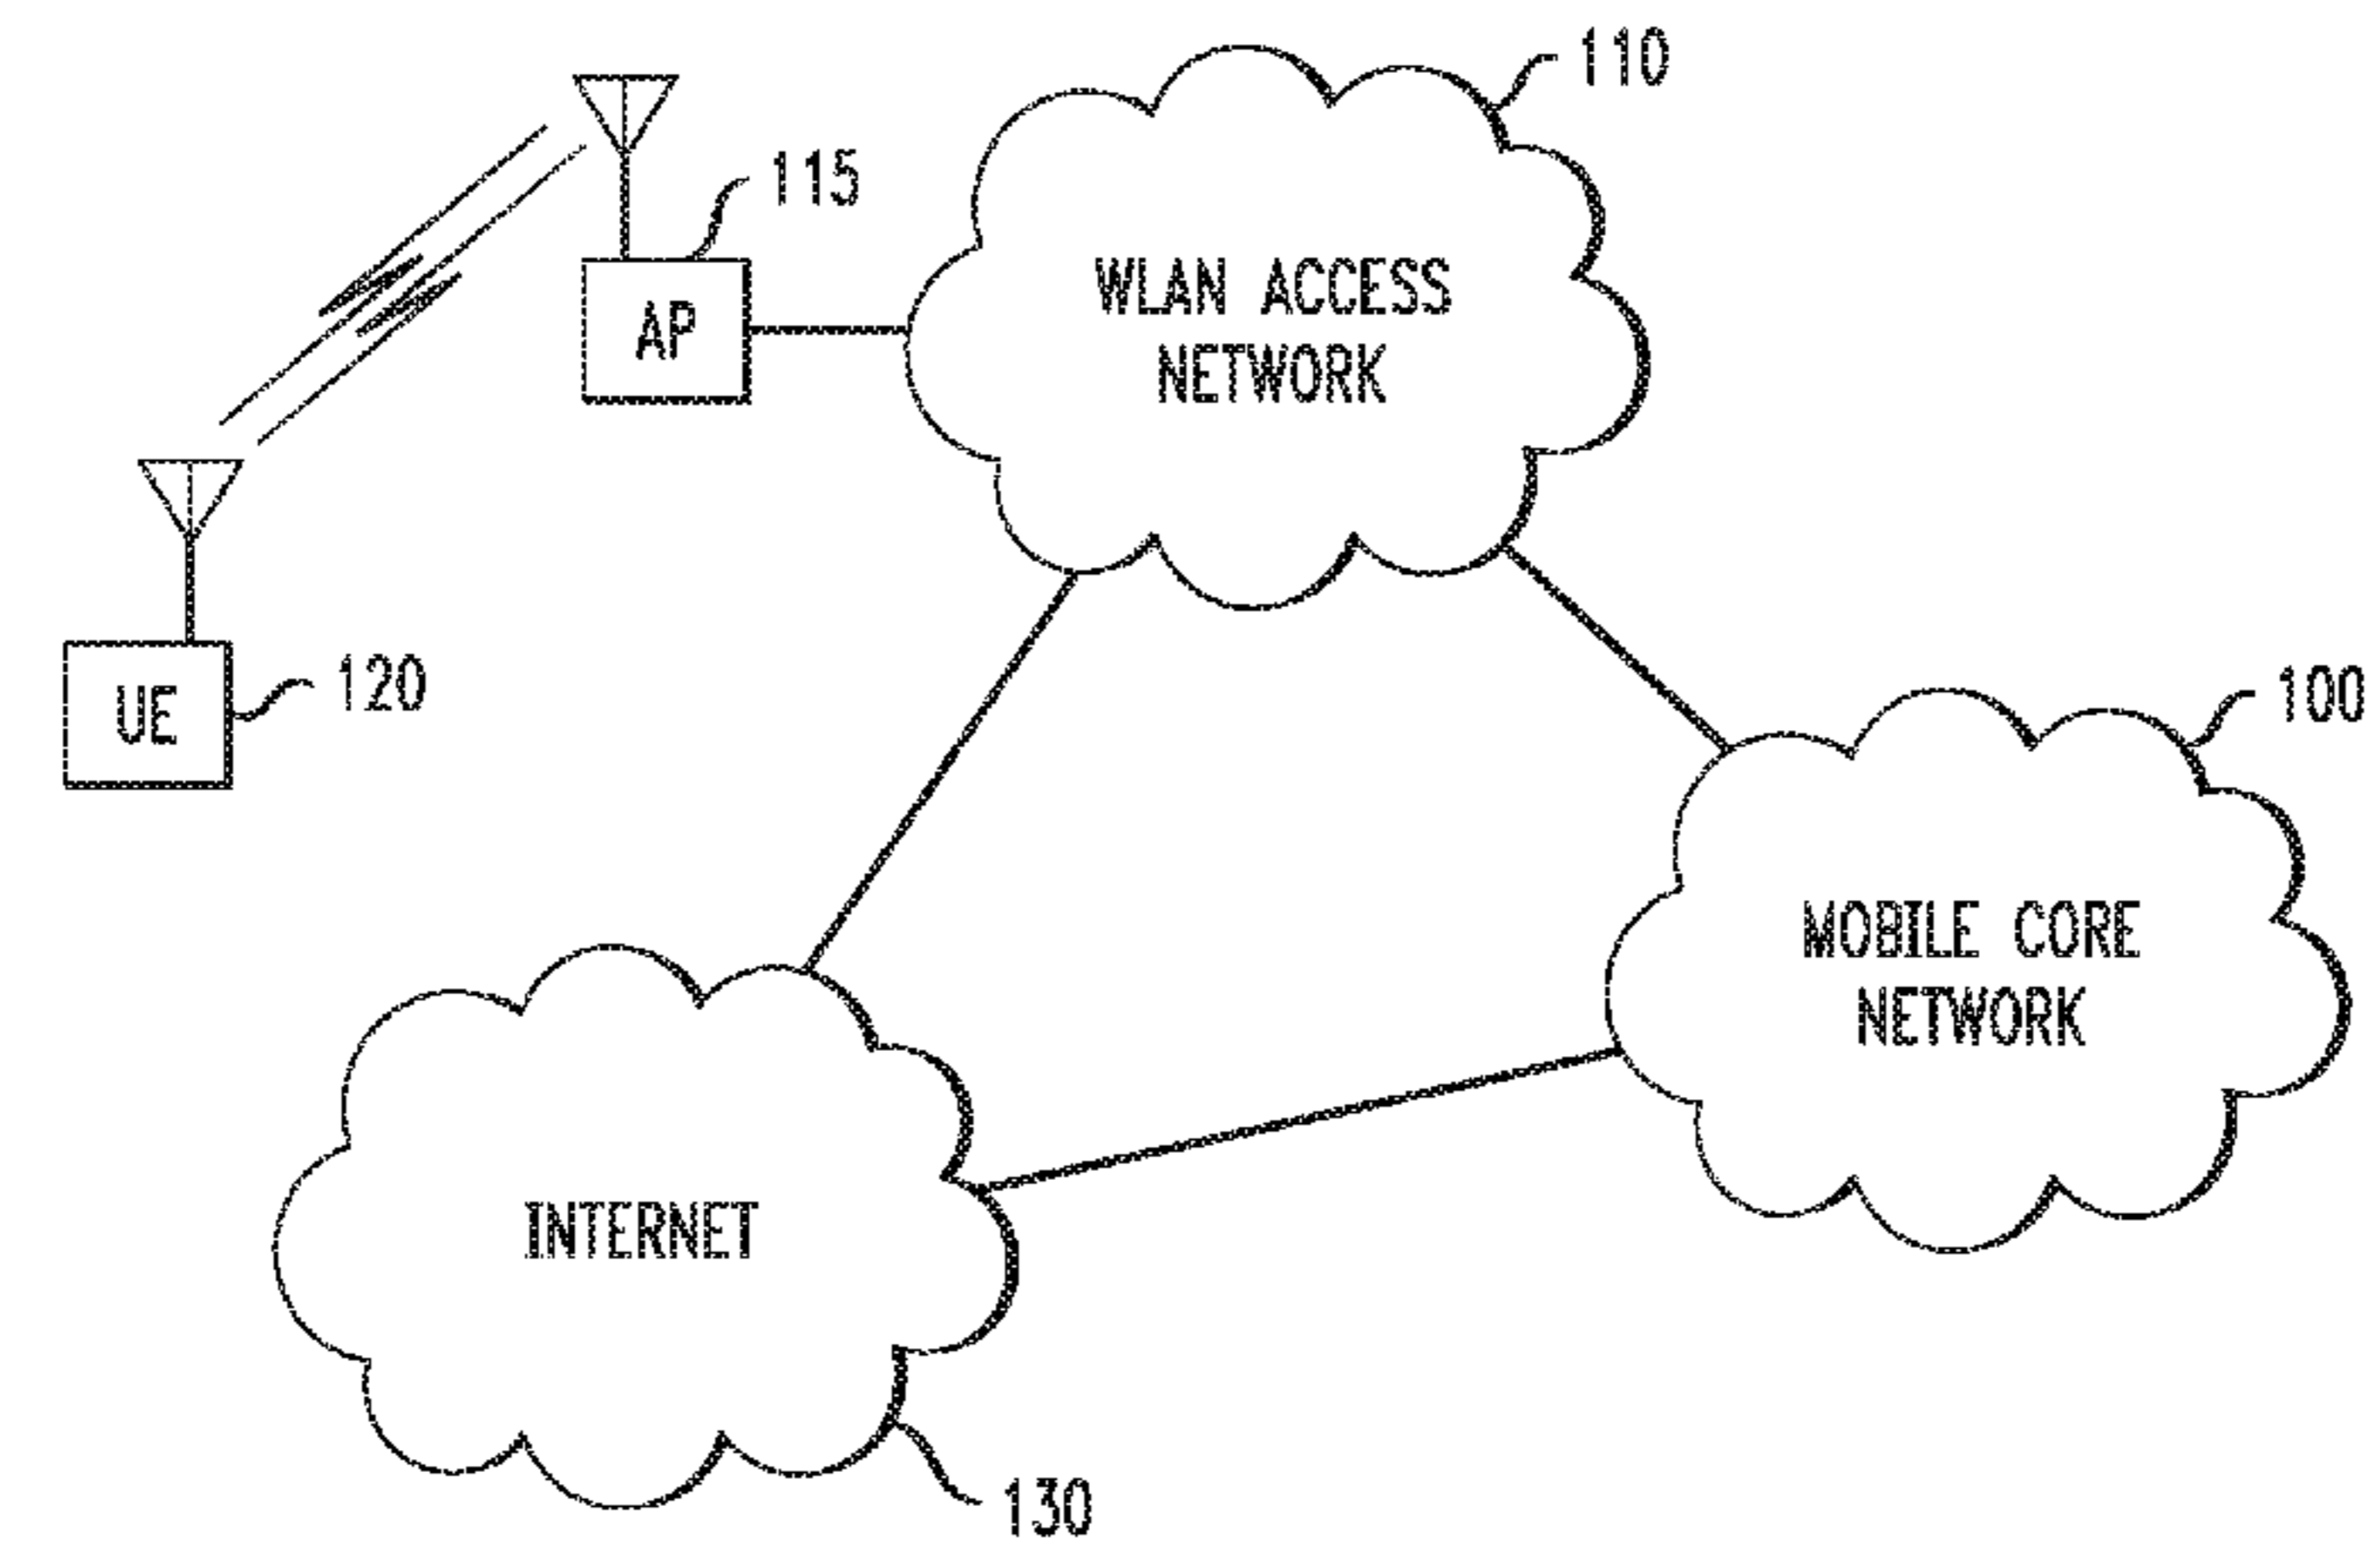 110
115
WLAN ACCESS
NETWORK
AP
120
UE
100
MOBILE CORE
NETWORK
INTERNET
130